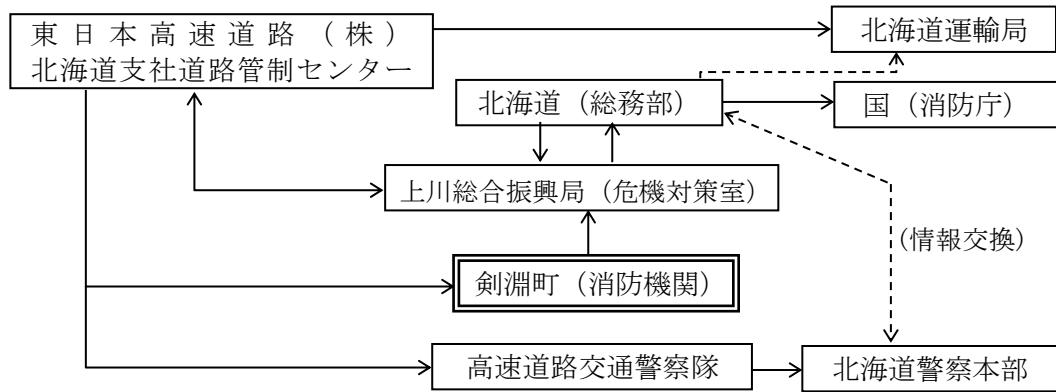 東日本高速道路（株）
北海道支社道路管制センター
北海道運輸局
北海道（総務部）
国（消防庁）
上川総合振興局（危機対策室）
（情報交換）
剣淵町（消防機関）
高速道路交通警察隊
北海道警察本部